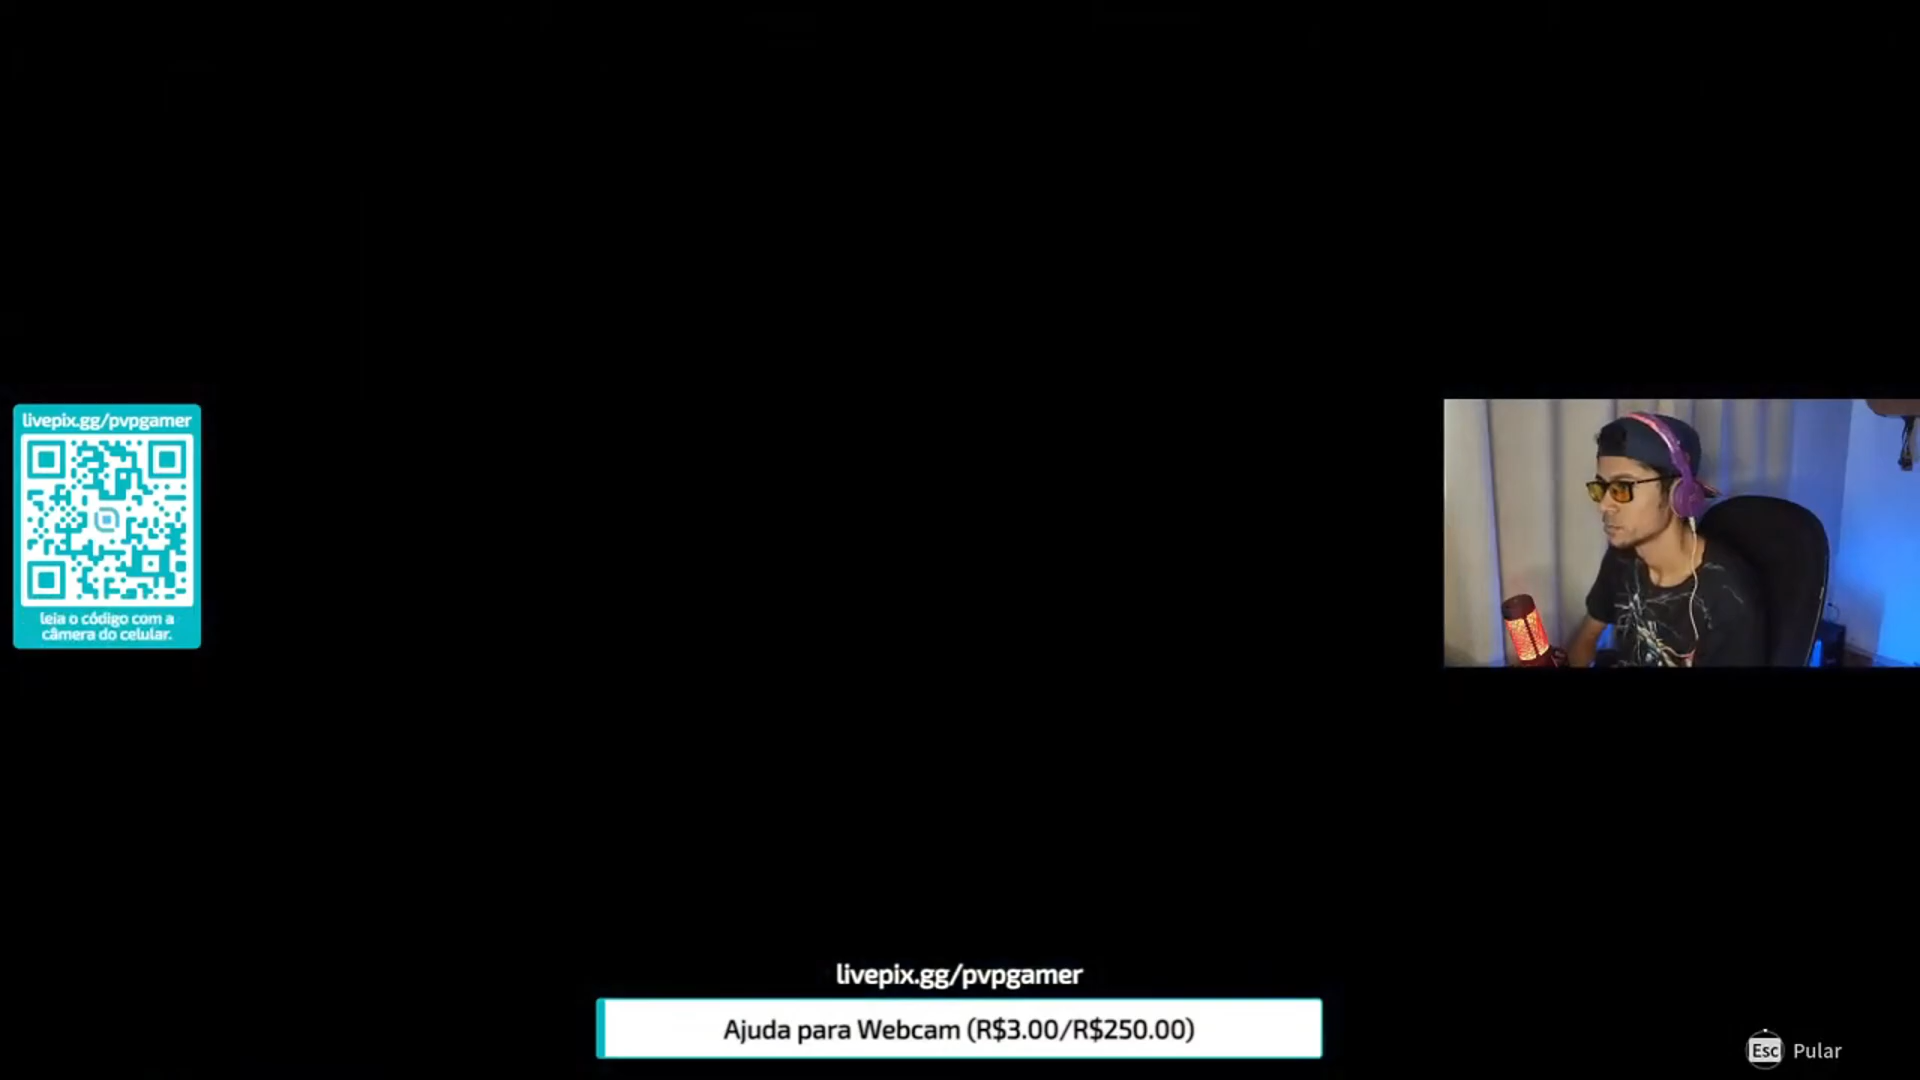 livepix.gg/pvpgamer
leia o código com a
câmera do celular.
livepix.gg/pvpgamer
Ajuda para Webcam (R$3.00/R$250.00)
Esc Pular